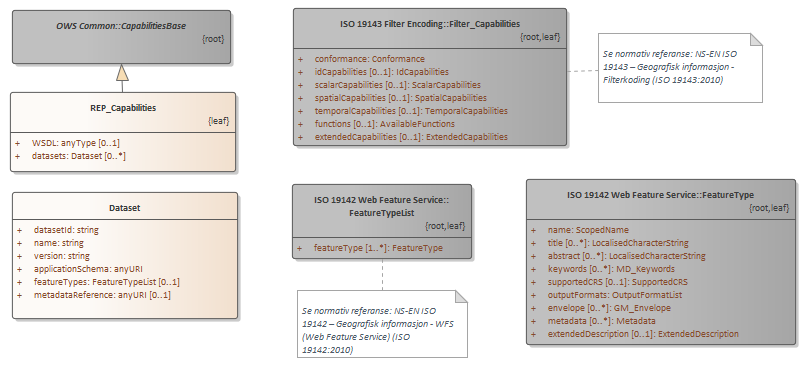 OWS Common::CapabilitiesBase
{root}
REP_Capabilities
{leaf}
+ WSDL: anyType [0..1]
+ datasets: Dataset [0..*]
Dataset
+ datasetId: string
+ name: string
+ version: string
+ applicationSchema: anyURI
+ featureTypes: FeatureTypeList [0..1]
+ metadataReference: anyURI [0..1]
ISO 19143 Filter Encoding::Filter_Capabilities
{root,leaf}
+ conformance: Conformance
+ idCapabilities [0..1]: IdCapabilities
+ scalarCapabilities [0..1]: ScalarCapabilities
+ spatialCapabilities [0..1]: SpatialCapabilities
+ temporalCapabilities [0..1]: TemporalCapabilities
+ functions [0..1]: AvailableFunctions
+ extendedCapabilities [0..1]: ExtendedCapabilities
Se normativ referanse: NS-EN ISO
19143 – Geografisk informasjon -
Filterkoding (ISO 19143:2010)
ISO 19142 Web Feature Service::
FeatureTypeList
{root,leaf}
+ featureType [1..*]: FeatureType
Se normativ referanse: NS-EN ISO
19142 – Geografisk informasjon - WFS
(Web Feature Service) (ISO
19142:2010)
ISO 19142 Web Feature Service::FeatureType
{root,leaf}
+ name: ScopedName
+ title [0..*]: LocalisedCharacterString
+ abstract [0..*]: LocalisedCharacterString
+ keywords [0..*]: MD_Keywords
+ supportedCRS [0..1]: SupportedCRS
+ outputFormats: OutputFormatList
+ envelope [0..*]: GM_Envelope
+ metadata [0..*]: Metadata
+ extendedDescription [0..1]: ExtendedDescription